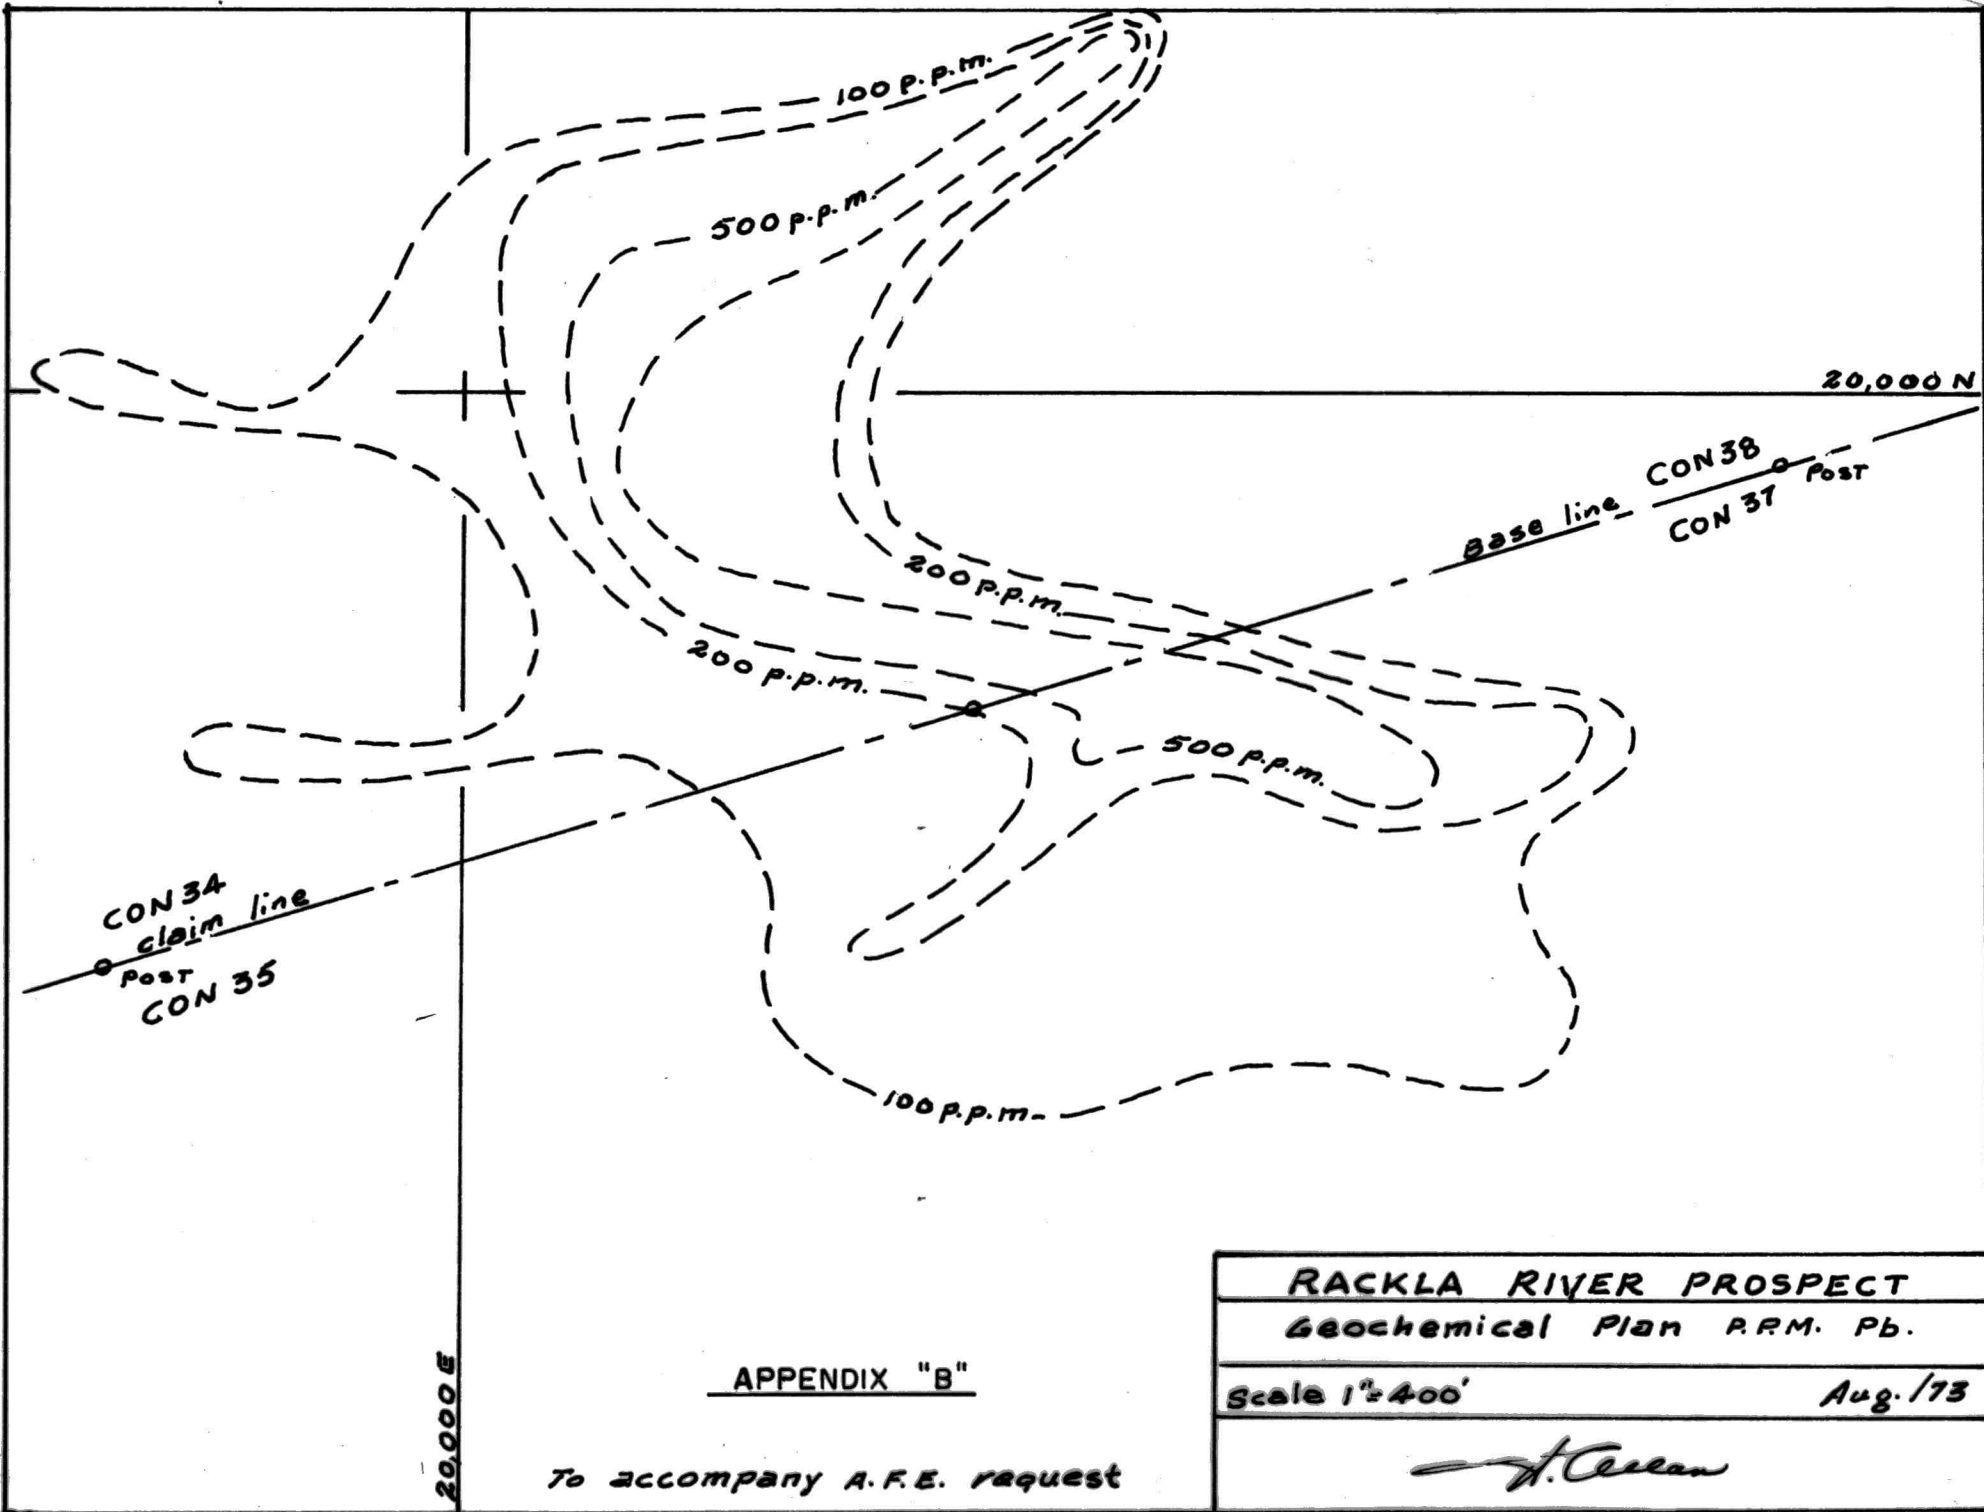 100 p.p.m.
500 p.p.m.
20,000 N
CON 38
Post
Base line
CON 37
200 p.p.m.
200 p.p.m.
500 p.p.m.
CON 34
claim line
Post
CON 35
100 p.p.m.
20,000 E
RACKLA RIVER PROSPECT
Geochemical Plan P.P.M. Pb.
Scale 1"=400' Aug./73
APPENDIX "B"
To accompany A.F.E. request